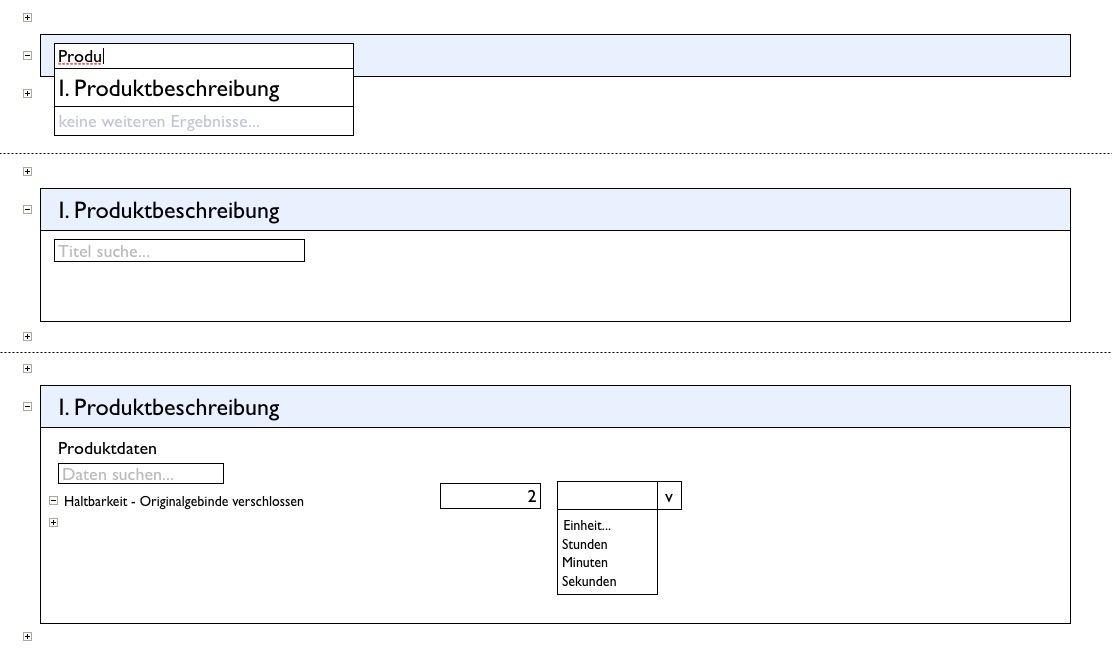 Produ
I. Produktbeschreibung
keine weiteren Ergebnisse...
I. Produktbeschreibung
Titel suche...
I. Produktbeschreibung
Produktdaten
Daten suchen...
Haltbarkeit - Originalgebinde verschlossen 2 v
Einheit...
Stunden
Minuten
Sekunden